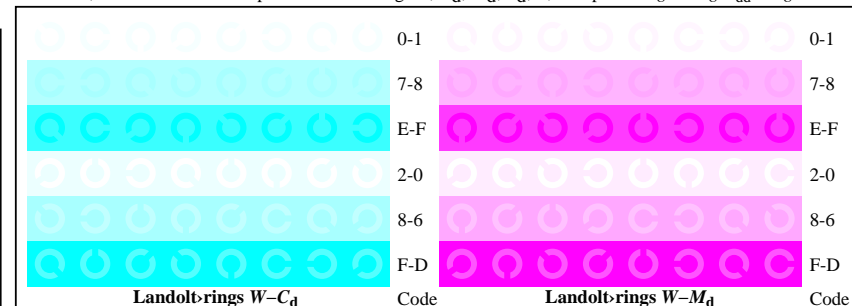 0-1 0-1
7-8 7-8
E-F E-F
2-0 2-0
8-6 8-6
F-D F-D
Landolt›rings W–Cd Code Landolt›rings W–Md Code